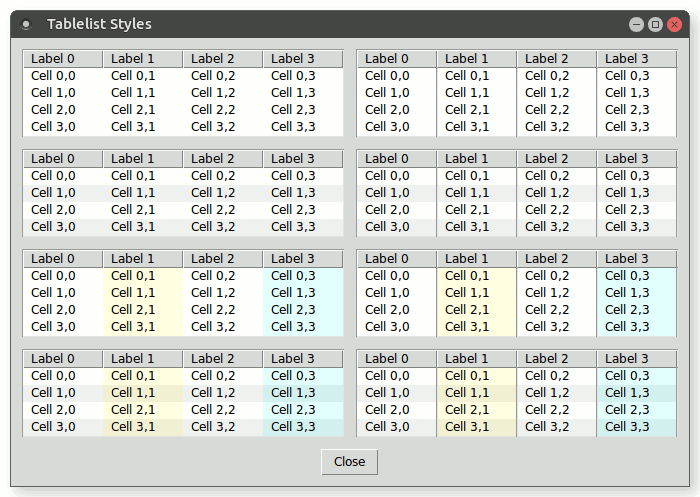 Tablelist Styles
Label 0 Label 1 Label 2 Label 3 Label 0 Label 1 Label 2 Label 3
Cell 0,0 Cell 0,1 Cell 0,2 Cell 0,3 Cell 0,0 Cell 0,1 Cell 0,2 Cell 0,3
Cell 1,0 Cell 1,1 Cell 1,2 Cell 1,3 Cell 1,0 Cell 1,1 Cell 1,2 Cell 1,3
Cell 2,0 Cell 2,1 Cell 2,2 Cell 2,3 Cell 2,0 Cell 2,1 Cell 2,2 Cell 2,3
Cell 3,0 Cell 3,1 Cell 3,2 Cell 3,3 Cell 3,0 Cell 3,1 Cell 3,2 Cell 3,3
Label 0 Label 1 Label 2 Label 3 Label 0 Label 1 Label 2 Label 3
Cell 0,0 Cell 0,1 Cell 0,2 Cell 0,3 Cell 0,0 Cell 0,1 Cell 0,2 Cell 0,3
Cell 1,0 Cell 1,1 Cell 1,2 Cell 1,3 Cell 1,0 Cell 1,1 Cell 1,2 Cell 1,3
Cell 2,0 Cell 2,1 Cell 2,2 Cell 2,3 Cell 2,0 Cell 2,1 Cell 2,2 Cell 2,3
Cell 3,0 Cell 3,1 Cell 3,2 Cell 3,3 Cell 3,0 Cell 3,1 Cell 3,2 Cell 3,3
Label 0 Label 1 Label 2 Label 3 Label 0 Label 1 Label 2 Label 3
Cell 0,0 Cell 0,1 Cell 0,2 Cell 0,3 Cell 0,0 Cell 0,1 Cell 0,2 Cell 0,3
Cell 1,0 Cell 1,1 Cell 1,2 Cell 1,3 Cell 1,0 Cell 1,1 Cell 1,2 Cell 1,3
Cell 2,0 Cell 2,1 Cell 2,2 Cell 2,3 Cell 2,0 Cell 2,1 Cell 2,2 Cell 2,3
Cell 3,0 Cell 3,1 Cell 3,2 Cell 3,3 Cell 3,0 Cell 3,1 Cell 3,2 Cell 3,3
Label 0 Label 1 Label 2 Label 3 Label 0 Label 1 Label 2 Label 3
Cell 0,0 Cell 0,1 Cell 0,2 Cell 0,3 Cell 0,0 Cell 0,1 Cell 0,2 Cell 0,3
Cell 1,0 Cell 1,1 Cell 1,2 Cell 1,3 Cell 1,0 Cell 1,1 Cell 1,2 Cell 1,3
Cell 2,0 Cell 2,1 Cell 2,2 Cell 2,3 Cell 2,0 Cell 2,1 Cell 2,2 Cell 2,3
Cell 3,0 Cell 3,1 Cell 3,2 Cell 3,3 Cell 3,0 Cell 3,1 Cell 3,2 Cell 3,3
Close